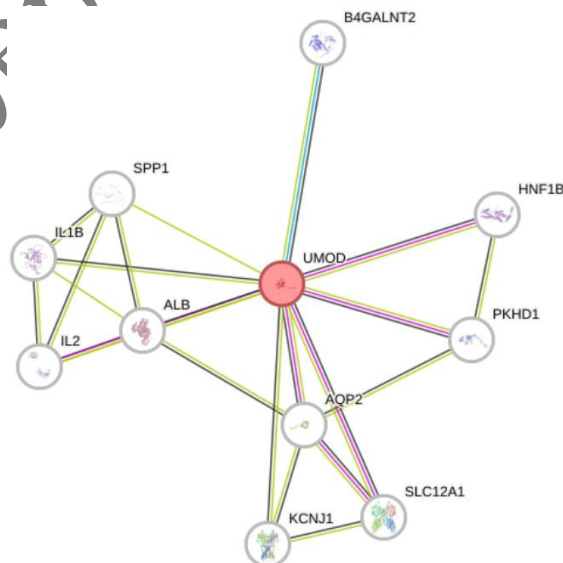 B4GALNT2
SPP1
HNF1B
IL1B
UMOD
ALB
PKHD1
IL2
AQP2
SLC12A1
KCNJ1